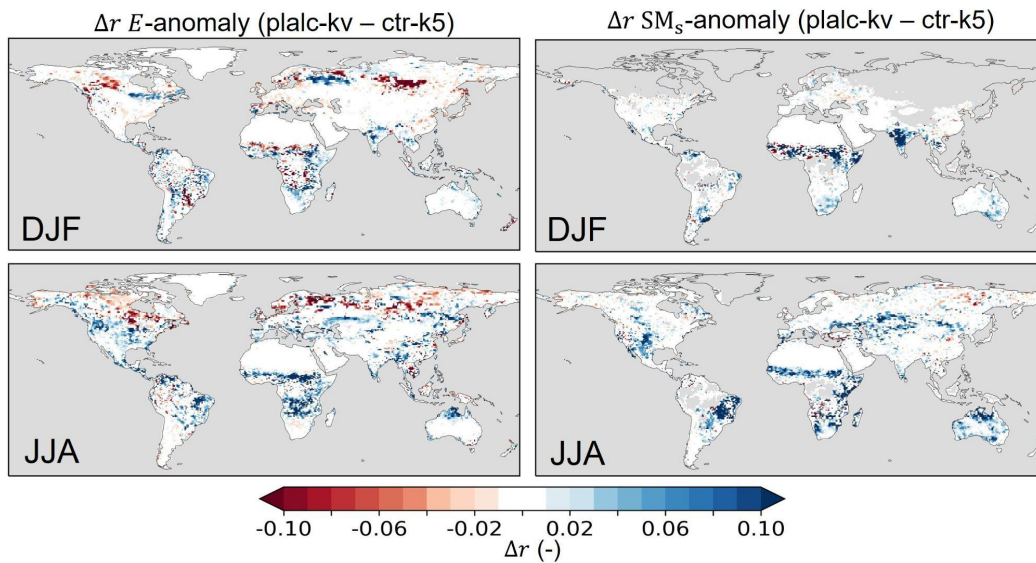 Δr E-anomaly (plalc-kv – ctr-k5)
Δr SMs-anomaly (plalc-kv – ctr-k5)
DJF
DJF
JJA
JJA
-0.10 -0.06 -0.02 0.02 0.06 0.10
Δr (-)